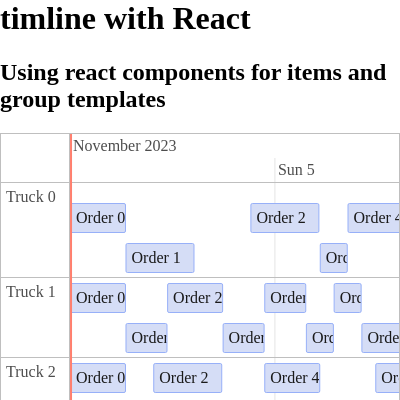 timline with React
Using react components for items and
group templates
November 2023
Sun 5
Truck 0
Order 0
Order 2
Order 4
Order 1
Ord
Truck 1
Order 0
Order 2
Order
Ord
Order
Order
Ord
Orde
Truck 2
Order 0
Order 2
Order 4
Or